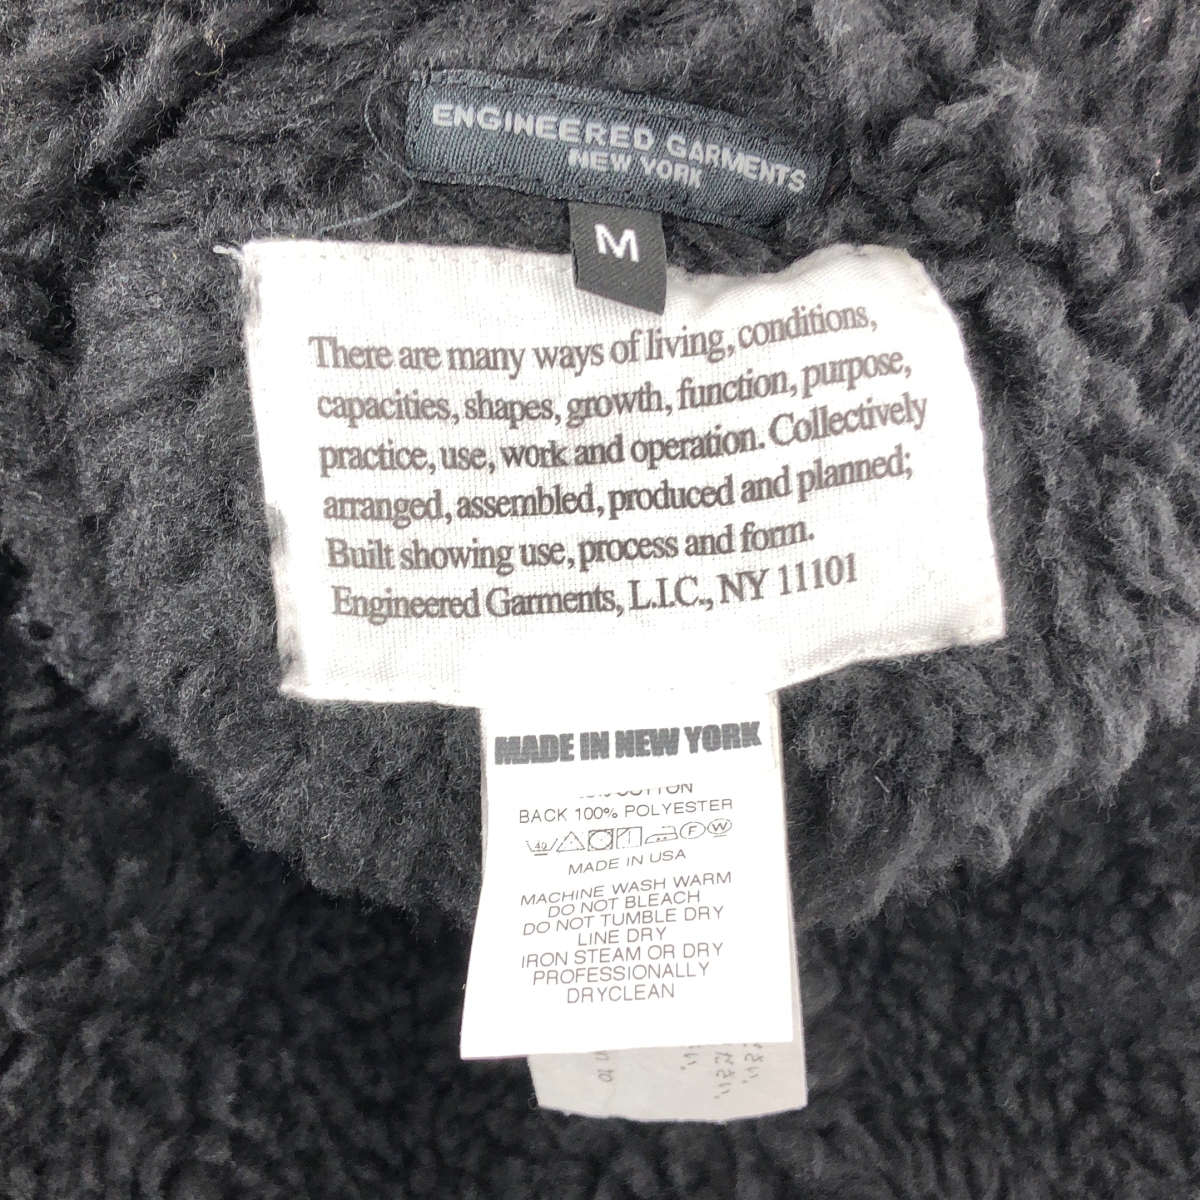 ENGINEERED GARMENTS
NEW YORK
M
There are many ways of living, conditions,
capacities, shapes, growth, function, purpose,
practice, use, work and operation. Collectively
arranged, assembled, produced and planned;
Built showing use, process and form.
Engineered Garments, L.I.C., NY 11101
MADE IN NEW YORK
COTTON
BACK 100% POLYESTER
40 F W
MADE IN USA
MACHINE WASH WARM
DO NOT BLEACH
DO NOT TUMBLE DRY
LINE DRY
IRON STEAM OR DRY
PROFESSIONALLY
DRYCLEAN